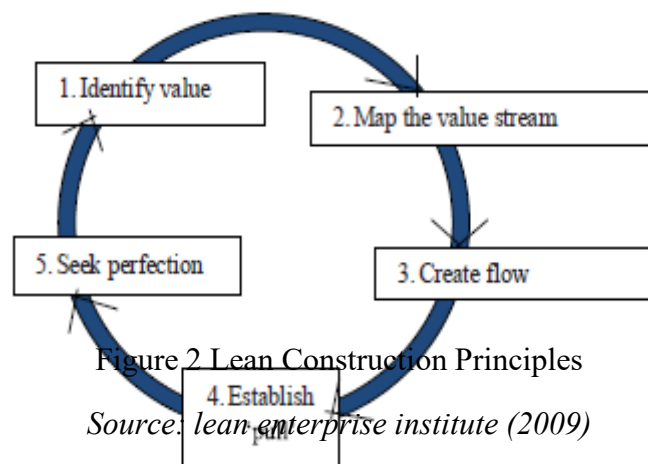 1. Identify value
2. Map the value stream
5. Seek perfection
3. Create flow
Figure 2 Lean Construction Principles
4. Establish
pull
Source: lean enterprise institute (2009)